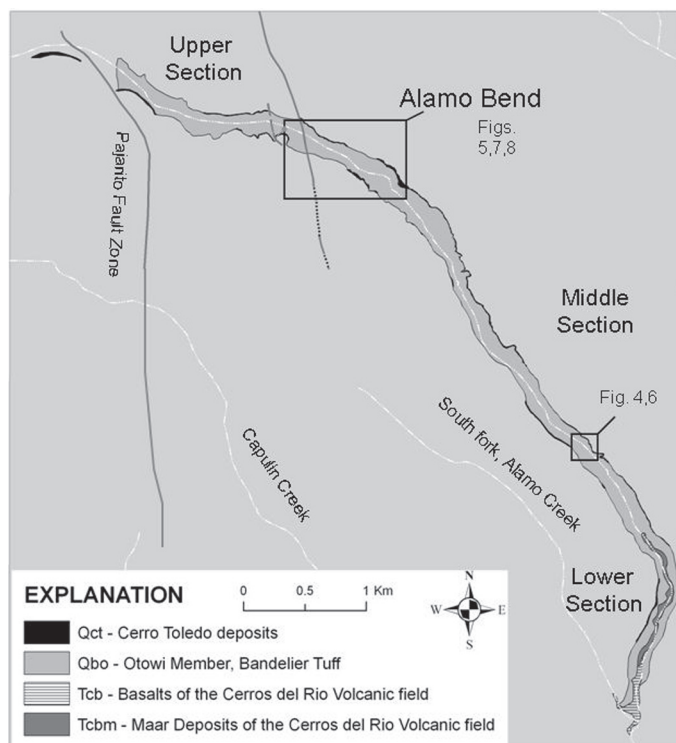 Upper
Section
Alamo Bend
Figs.
5,7,8
Pajarito Fault Zone
Middle
Section
Fig. 4,6
South fork, Alamo Creek
Capulin Creek
Lower
Section
EXPLANATION
0 0.5 1 Km
N
W E
S
Qct - Cerro Toledo deposits
Qbo - Otowi Member, Bandelier Tuff
Tcb - Basalts of the Cerros del Rio Volcanic field
Tcbm - Maar Deposits of the Cerros del Rio Volcanic field